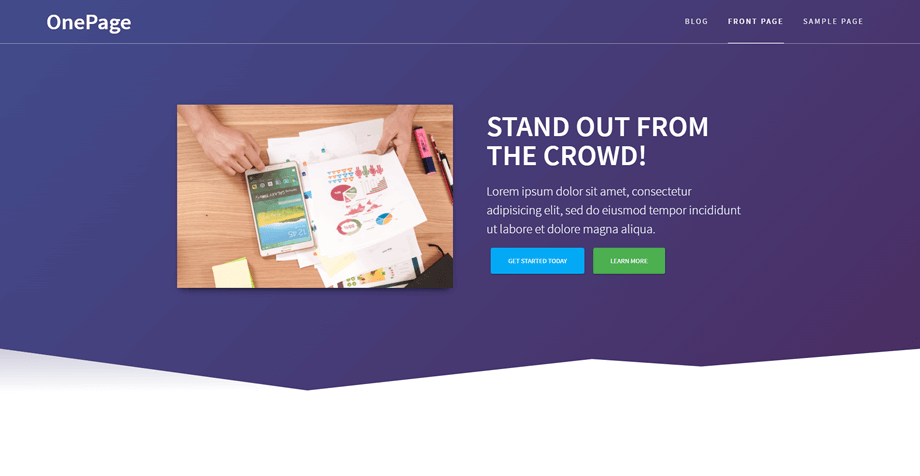 OnePage
BLOG
FRONT PAGE
SAMPLE PAGE
STAND OUT FROM
THE CROWD!
Lorem ipsum dolor sit amet, consectetur
adipisicing elit, sed do eiusmod tempor incididunt
ut labore et dolore magna aliqua.
GET STARTED TODAY
LEARN MORE